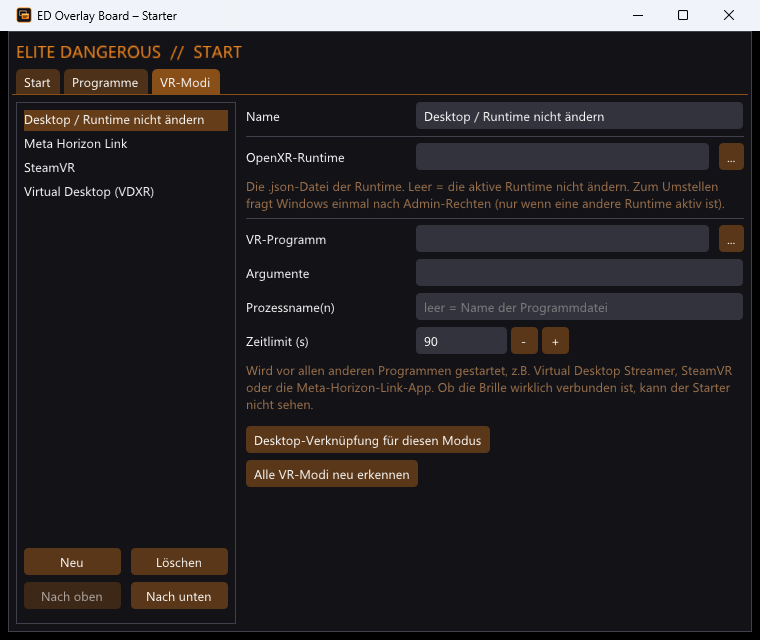 ED Overlay Board – Starter
ELITE DANGEROUS // START
Start
Programme
VR-Modi
Desktop / Runtime nicht ändern
Meta Horizon Link
SteamVR
Virtual Desktop (VDXR)
Neu
Löschen
Nach oben
Nach unten
Name
Desktop / Runtime nicht ändern
OpenXR-Runtime
...
Die .json-Datei der Runtime. Leer = die aktive Runtime nicht ändern. Zum Umstellen
fragt Windows einmal nach Admin-Rechten (nur wenn eine andere Runtime aktiv ist).
VR-Programm
...
Argumente
Prozessname(n)
leer = Name der Programmdatei
Zeitlimit (s)
90
-
+
Wird vor allen anderen Programmen gestartet, z.B. Virtual Desktop Streamer, SteamVR
oder die Meta-Horizon-Link-App. Ob die Brille wirklich verbunden ist, kann der Starter
nicht sehen.
Desktop-Verknüpfung für diesen Modus
Alle VR-Modi neu erkennen